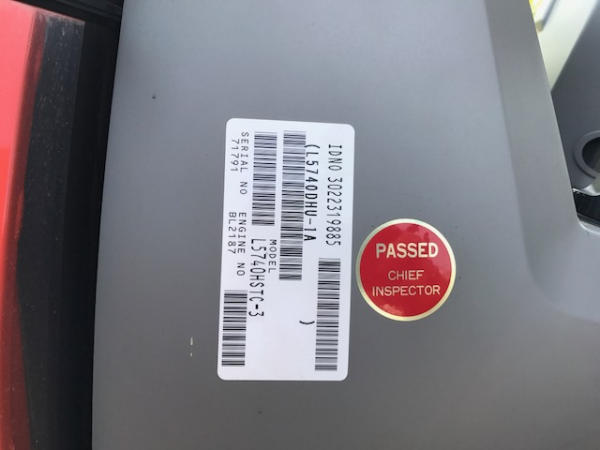 IDNO 3022319885
(L5740DHU-1A )
MODEL
L5740HSTC-3
SERIAL NO ENGINE NO
71791 BL2187
PASSED
CHIEF
INSPECTOR